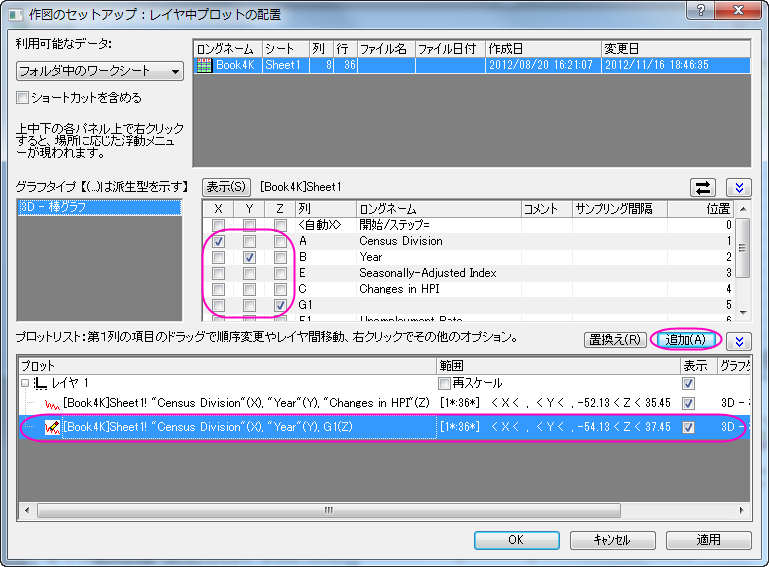 作図のセットアップ：レイヤ中プロットの配置
利用可能なデータ:
フォルダ中のワークシート
ショートカットを含める
上中下の各パネル上で右クリック
すると、場所に応じた浮動メニュ
ーが現われます。
ロングネーム シート 列 行 ファイル名 ファイル日付 作成日 変更日
Book4K Sheet1 8 36 2012/08/20 16:21:07 2012/11/16 18:46:35
グラフタイプ【(...)は派生型を示す】
3D - 棒グラフ
表示(S) [Book4K]Sheet1
X Y Z 列 ロングネーム コメント サンプリング間隔 位置
<自動X> 開始/ステップ= 0
A Census Division 1
B Year 2
E Seasonally-Adjusted Index 3
C Changes in HPI 4
G1 5
F1 Unemployment Rate 6
プロットリスト：第1列の項目のドラッグで順序変更やレイヤ間移動、右クリックでその他のオプション。
置換え(R) 追加(A)
プロット 範囲 表示 グラフタ
レイヤ 1 再スケール
[Book4K]Sheet1! "Census Division"(X), "Year"(Y), "Changes in HPI"(Z) [1*:36*] < X < , < Y < , -52.13 < Z < 35.45 3D -
[Book4K]Sheet1! "Census Division"(X), "Year"(Y), G1(Z) [1*:36*] < X < , < Y < , -54.13 < Z < 37.45 3D -
OK キャンセル 適用